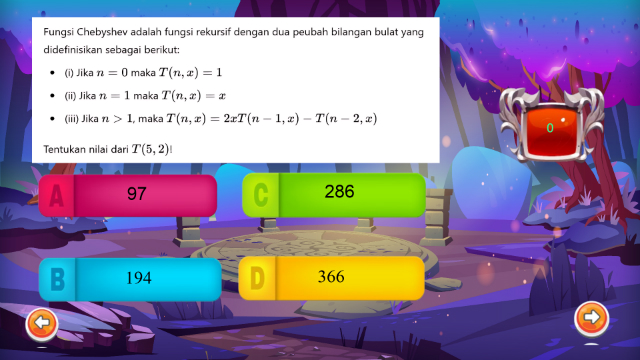 Fungsi Chebyshev adalah fungsi rekursif dengan dua peubah bilangan bulat yang
didefinisikan sebagai berikut:
• (i) Jika n = 0 maka T(n, x) = 1
• (ii) Jika n = 1 maka T(n, x) = x
• (iii) Jika n > 1, maka T(n, x) = 2xT(n − 1, x) − T(n − 2, x)
Tentukan nilai dari T(5, 2)!
0
A 97
C 286
B 194
D 366